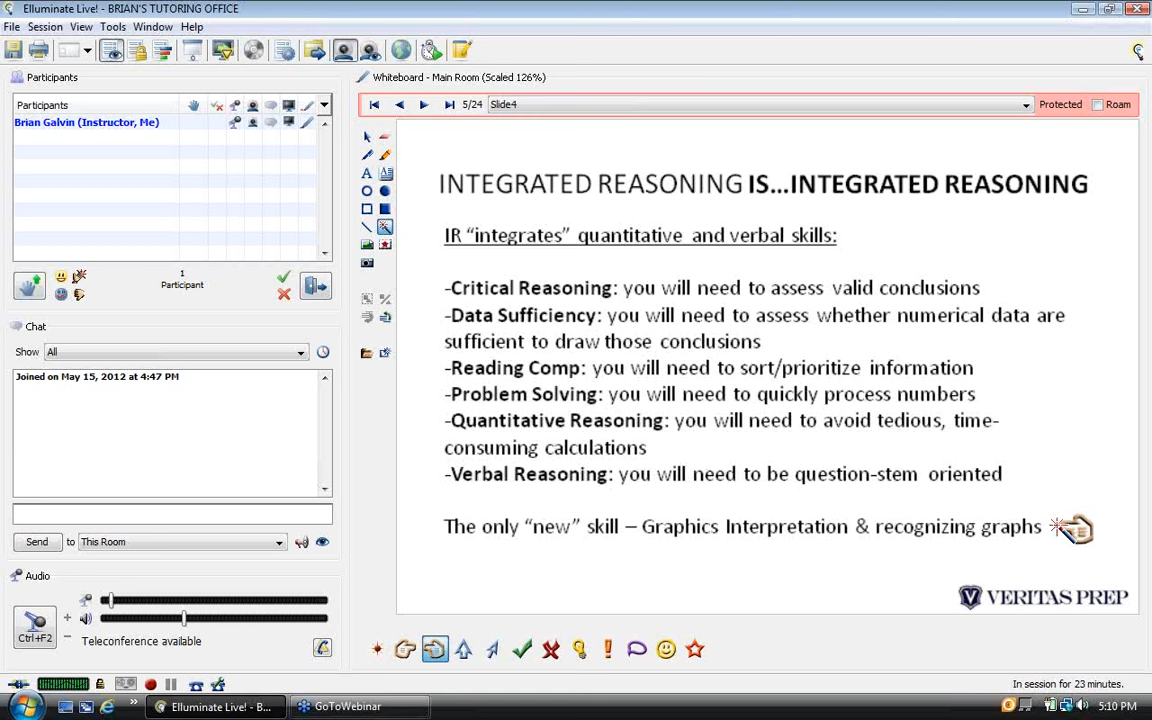 Elluminate Live! - BRIAN'S TUTORING OFFICE
File Session View Tools Window Help
Participants
Participants
Brian Galvin (Instructor, Me)
1
Participant
Chat
Show All
Joined on May 15, 2012 at 4:47 PM
Send to This Room
Audio
Ctrl+F2
Teleconference available
Whiteboard - Main Room (Scaled 126%)
5/24 Slide4 Protected Roam
INTEGRATED REASONING IS...INTEGRATED REASONING
IR “integrates” quantitative and verbal skills:
-Critical Reasoning: you will need to assess valid conclusions
-Data Sufficiency: you will need to assess whether numerical data are
sufficient to draw those conclusions
-Reading Comp: you will need to sort/prioritize information
-Problem Solving: you will need to quickly process numbers
-Quantitative Reasoning: you will need to avoid tedious, time-
consuming calculations
-Verbal Reasoning: you will need to be question-stem oriented
The only “new” skill – Graphics Interpretation & recognizing graphs
VERITAS PREP
In session for 23 minutes.
Elluminate Live! - B... GoToWebinar 5:10 PM